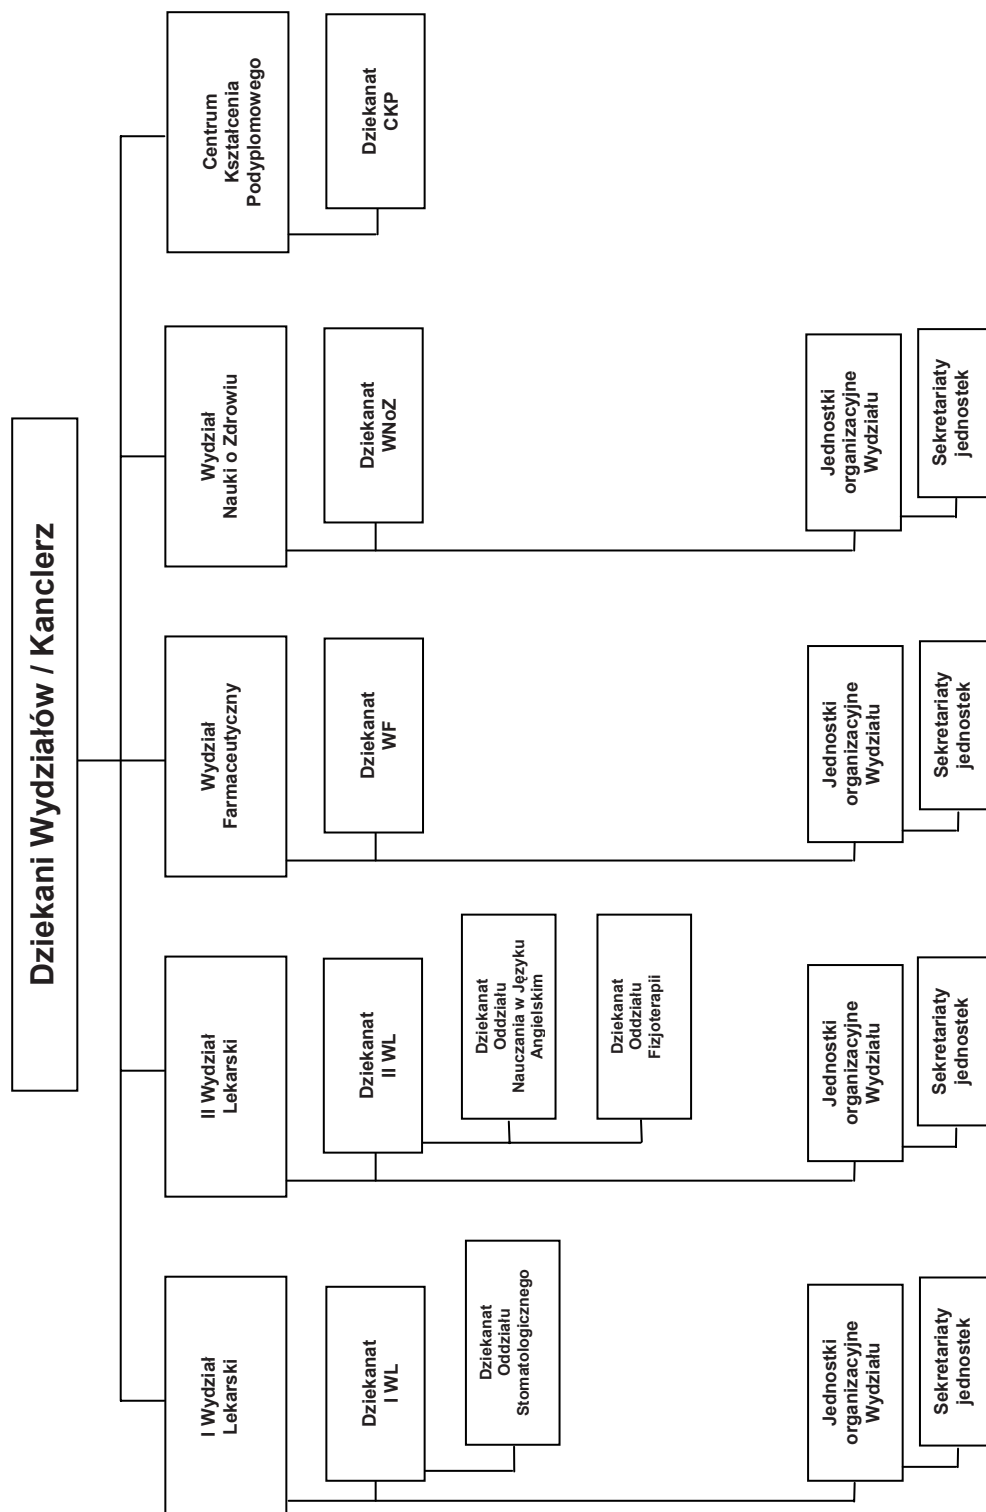 Dziekani Wydziałów / Kanclerz
I Wydział
Lekarski
Dziekanat
I WL
Dziekanat
Oddziału
Stomatologicznego
Jednostki
organizacyjne
Wydziału
Sekretariaty
jednostek
II Wydział
Lekarski
Dziekanat
II WL
Dziekanat
Oddziału
Nauczania w Języku
Angielskim
Dziekanat
Oddziału
Fizjoterapii
Jednostki
organizacyjne
Wydziału
Sekretariaty
jednostek
Wydział
Farmaceutyczny
Dziekanat
WF
Jednostki
organizacyjne
Wydziału
Sekretariaty
jednostek
Wydział
Nauki o Zdrowiu
Dziekanat
WNoZ
Jednostki
organizacyjne
Wydziału
Sekretariaty
jednostek
Centrum
Kształcenia
Podyplomowego
Dziekanat
CKP